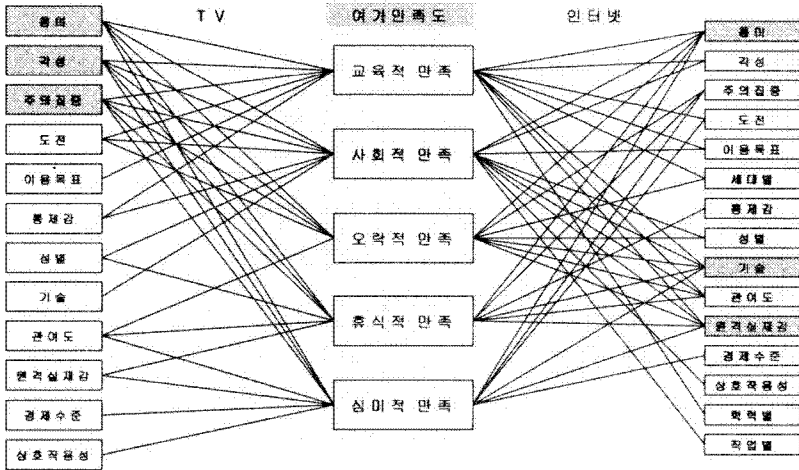 TV
여가만족도
인터넷
흥미
각성
주의집중
도전
이용목표
통제감
성별
기술
관여도
원격실재감
경제수준
상호작용성
교육적 만족
사회적 만족
오락적 만족
휴식적 만족
심미적 만족
흥미
각성
주의집중
도전
이용목표
세대별
통제감
성별
기술
관여도
원격실재감
경제수준
상호작용성
학력별
직업별